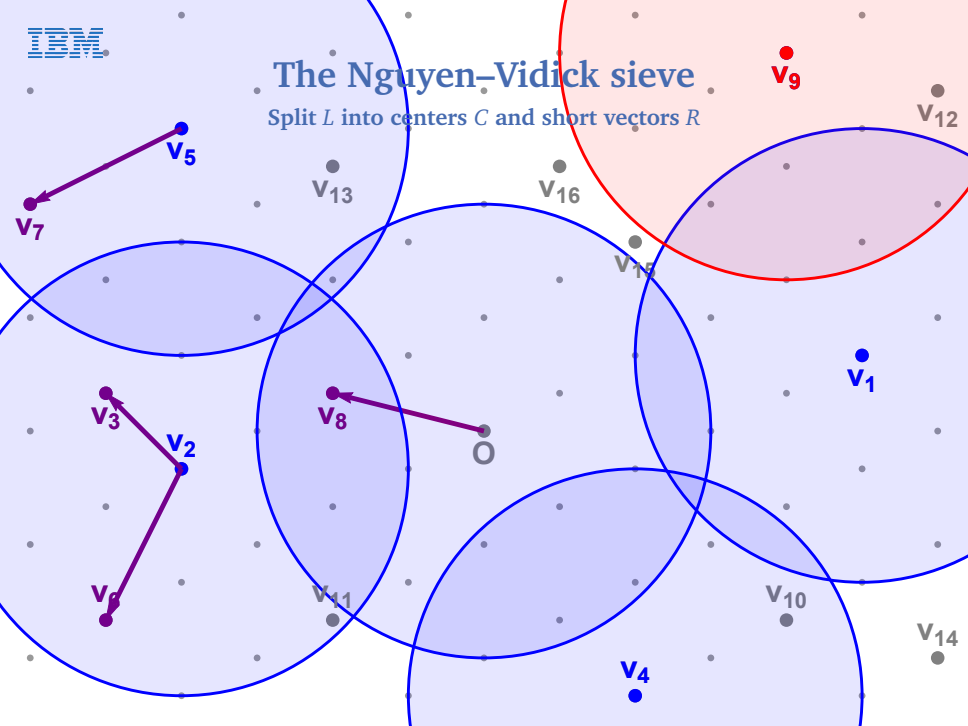 IBM
The Nguyen–Vidick sieve
Split L into centers C and short vectors R
v9
v12
v5
v13
v16
v7
v15
v1
v3
v8
v2
O
v6
v11
v10
v14
v4